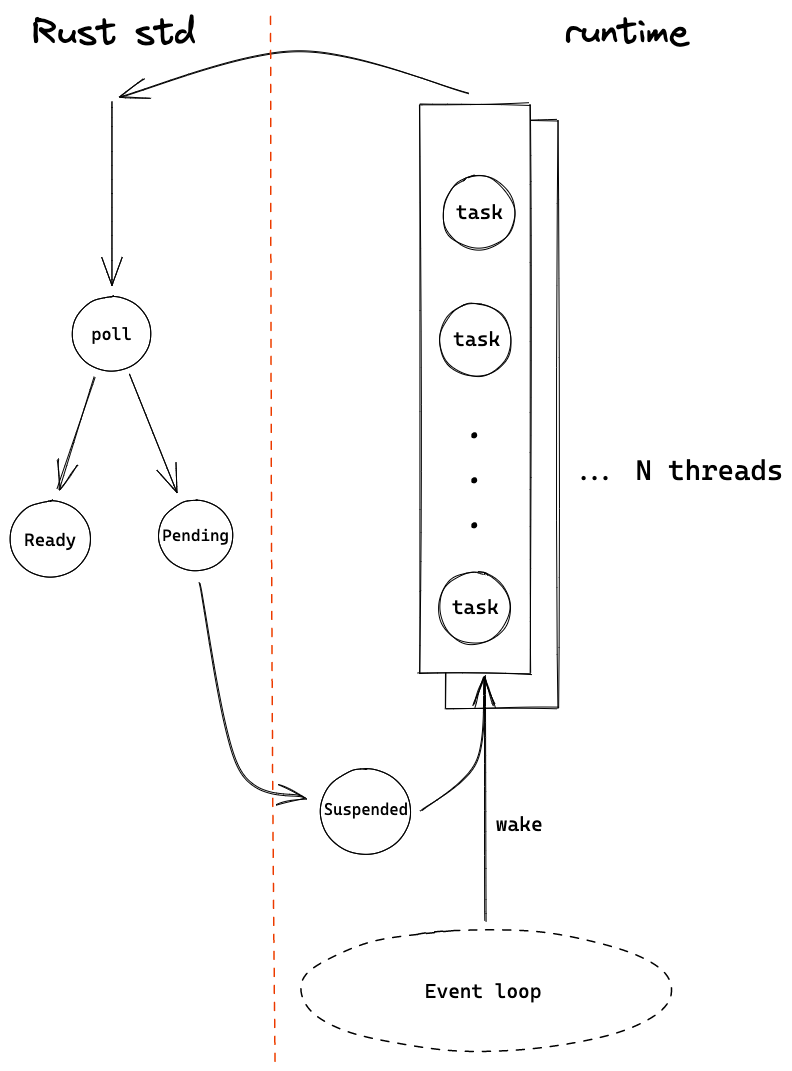 Rust std
runtime
task
poll
task
... N threads
Ready
Pending
task
Suspended
wake
Event loop